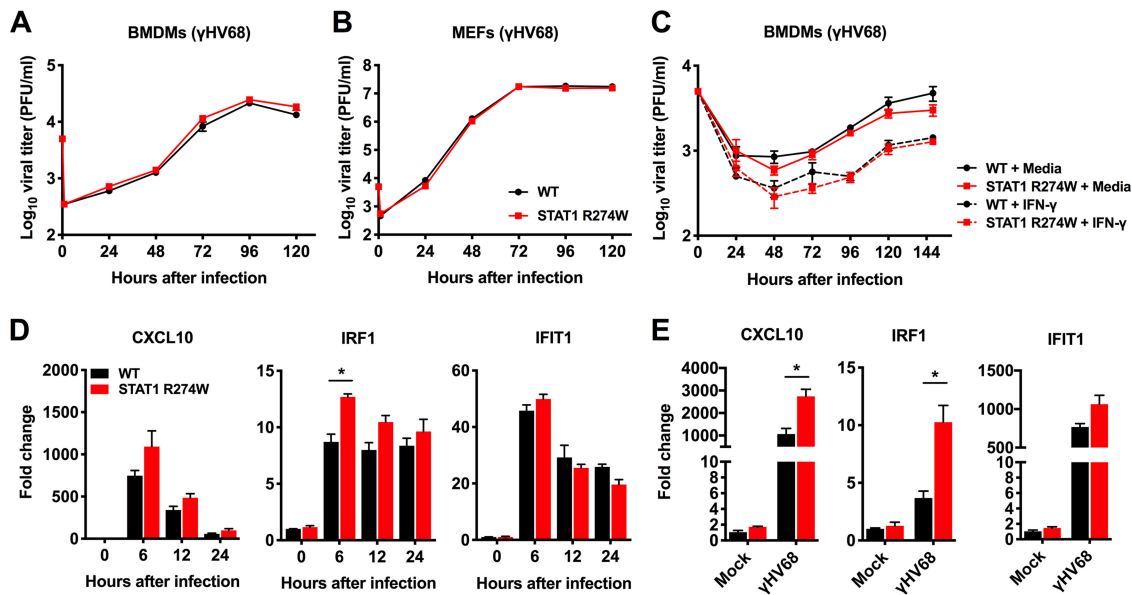 A
BMDMs (γHV68)
Log10 viral titer (PFU/ml)
6
5
4
3
2
0 24 48 72 96 120
Hours after infection
B
MEFs (γHV68)
Log10 viral titer (PFU/ml)
9
8
7
6
5
4
3
2
0 24 48 72 96 120
Hours after infection
WT
STAT1 R274W
C
BMDMs (γHV68)
Log10 viral titer (PFU/ml)
4
3
2
0 24 48 72 96 120 144
Hours after infection
WT + Media
STAT1 R274W + Media
WT + IFN-γ
STAT1 R274W + IFN-γ
D
CXCL10
WT
STAT1 R274W
Fold change
2000
1500
1000
500
0
0 6 12 24
Hours after infection
IRF1
*
15
10
5
0
0 6 12 24
Hours after infection
IFIT1
60
40
20
0
0 6 12 24
Hours after infection
E
CXCL10
*
Fold change
4000
3000
2000
1000
10
8
6
4
2
0
Mock γHV68
IRF1
*
15
10
5
0
Mock γHV68
IFIT1
1500
1000
500
10
8
6
4
2
0
Mock γHV68